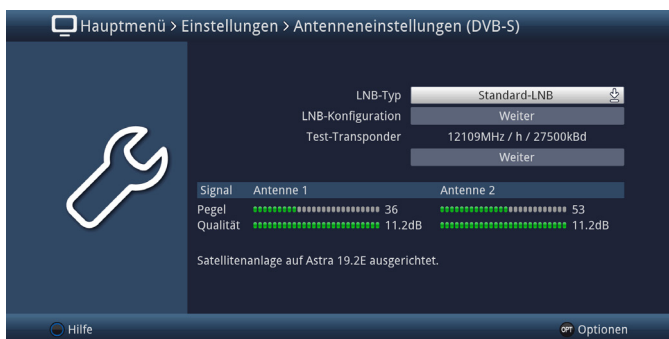 Hauptmenü > Einstellungen > Antenneneinstellungen (DVB-S)
LNB-Typ Standard-LNB
LNB-Konfiguration Weiter
Test-Transponder 12109MHz / h / 27500kBd
Weiter
Signal Antenne 1 Antenne 2
Pegel 36 53
Qualität 11.2dB 11.2dB
Satellitenanlage auf Astra 19.2E ausgerichtet.
Hilfe OPT Optionen